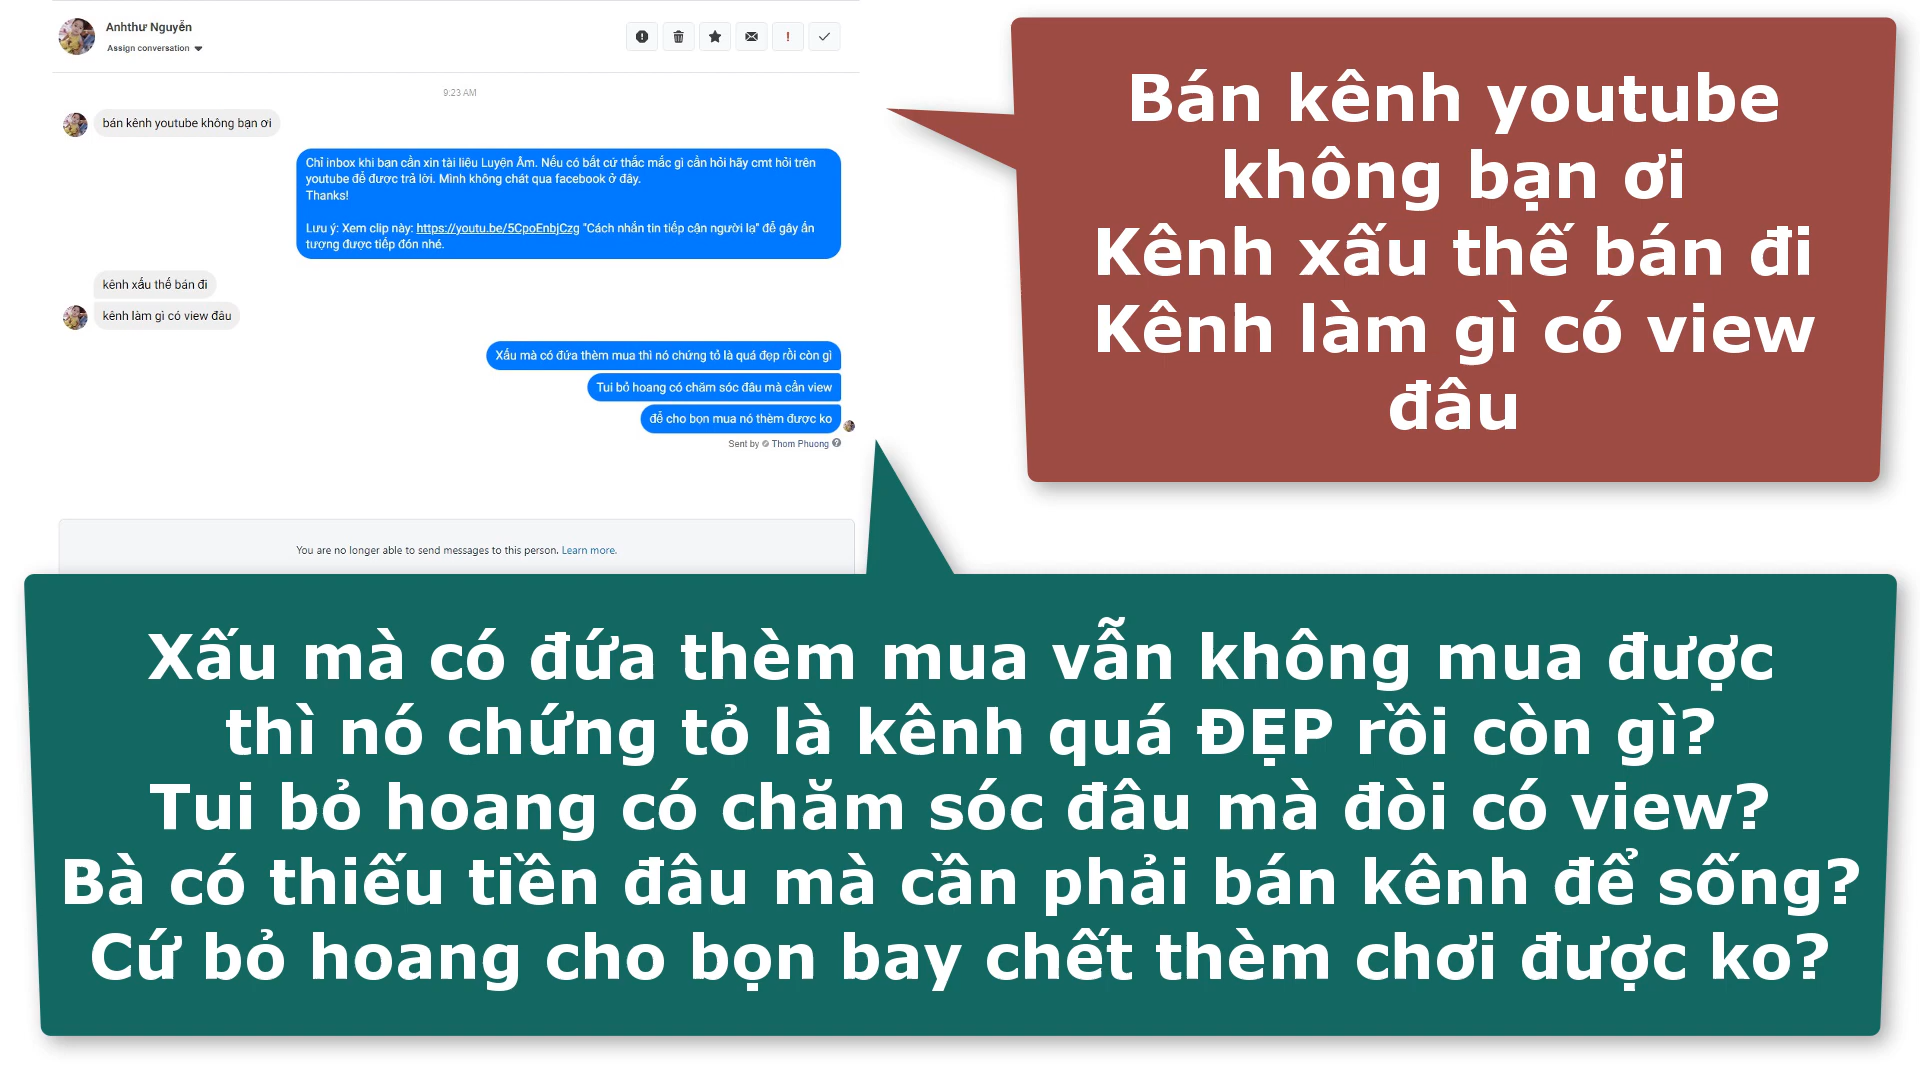 Anhthư Nguyễn
Assign conversation
9:23 AM
bán kênh youtube không bạn ơi
Chỉ inbox khi bạn cần xin tài liệu Luyện Âm. Nếu có bất cứ thắc mắc gì cần hỏi hãy cmt hỏi trên
youtube để được trả lời. Mình không chát qua facebook ở đây.
Thanks!
Lưu ý: Xem clip này: https://youtu.be/5CpoEnbjCzg "Cách nhắn tin tiếp cận người lạ" để gây ấn
tượng được tiếp đón nhé.
kênh xấu thế bán đi
kênh làm gì có view đâu
Xấu mà có đứa thèm mua thì nó chứng tỏ là quá đẹp rồi còn gì
Tui bỏ hoang có chăm sóc đâu mà cần view
để cho bọn mua nó thèm được ko
Sent by Thom Phuong
You are no longer able to send messages to this person. Learn more.
Bán kênh youtube
không bạn ơi
Kênh xấu thế bán đi
Kênh làm gì có view
đâu
Xấu mà có đứa thèm mua vẫn không mua được
thì nó chứng tỏ là kênh quá ĐẸP rồi còn gì?
Tui bỏ hoang có chăm sóc đâu mà đòi có view?
Bà có thiếu tiền đâu mà cần phải bán kênh để sống?
Cứ bỏ hoang cho bọn bay chết thèm chơi được ko?